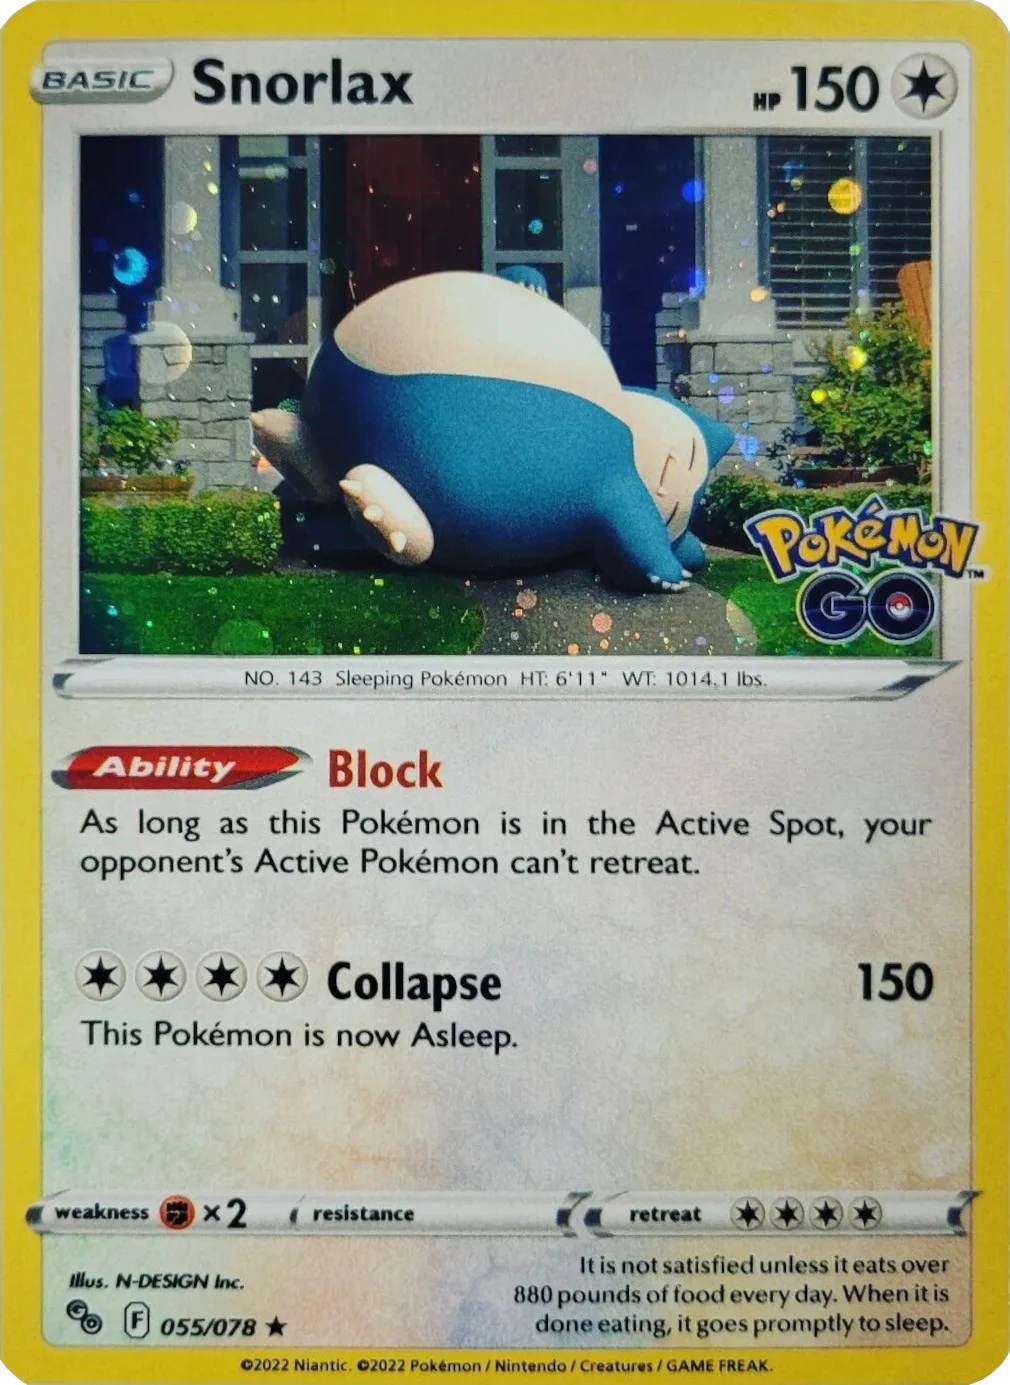 BASIC Snorlax HP 150
POKéMON
GO
TM
NO. 143 Sleeping Pokémon HT: 6'11" WT: 1014.1 lbs.
Ability Block
As long as this Pokémon is in the Active Spot, your
opponent's Active Pokémon can't retreat.
Collapse 150
This Pokémon is now Asleep.
weakness ×2 resistance retreat
Illus. N-DESIGN Inc.
It is not satisfied unless it eats over
880 pounds of food every day. When it is
done eating, it goes promptly to sleep.
GO F 055/078 ★
©2022 Niantic. ©2022 Pokémon / Nintendo / Creatures / GAME FREAK.